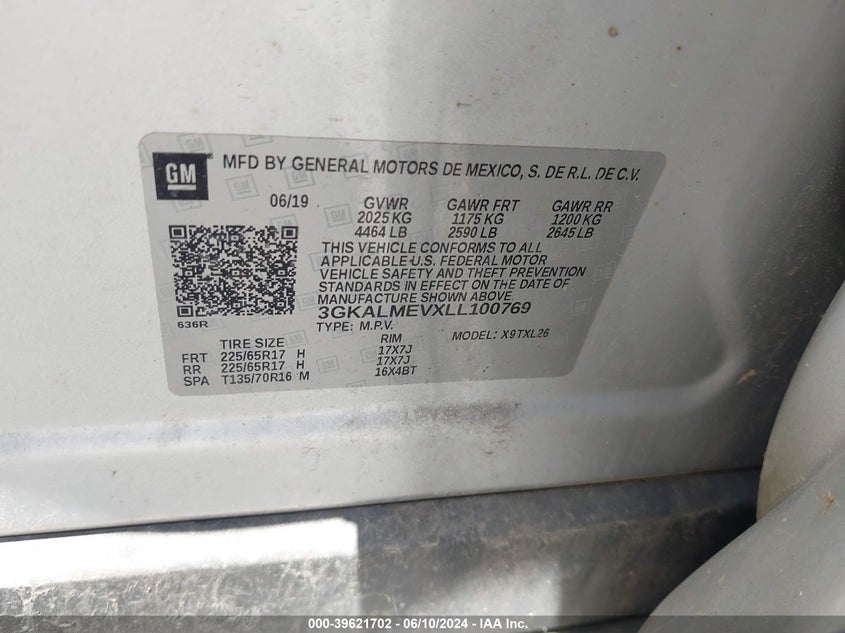 GM
MFD BY GENERAL MOTORS DE MEXICO, S. DE R.L. DE C.V.
06/19 GVWR GAWR FRT GAWR RR
2025 KG 1175 KG 1200 KG
4464 LB 2590 LB 2645 LB
THIS VEHICLE CONFORMS TO ALL
APPLICABLE U.S. FEDERAL MOTOR
VEHICLE SAFETY AND THEFT PREVENTION
STANDARDS IN EFFECT ON THE DATE OF
MANUFACTURE SHOWN ABOVE.
3GKALMEVXLL100769
636R
TYPE: M.P.V. MODEL: X9TXL26
TIRE SIZE RIM
FRT 225/65R17 H 17X7J
RR 225/65R17 H 17X7J
SPA T135/70R16 M 16X4BT
000-39621702 - 06/10/2024 - IAA Inc.